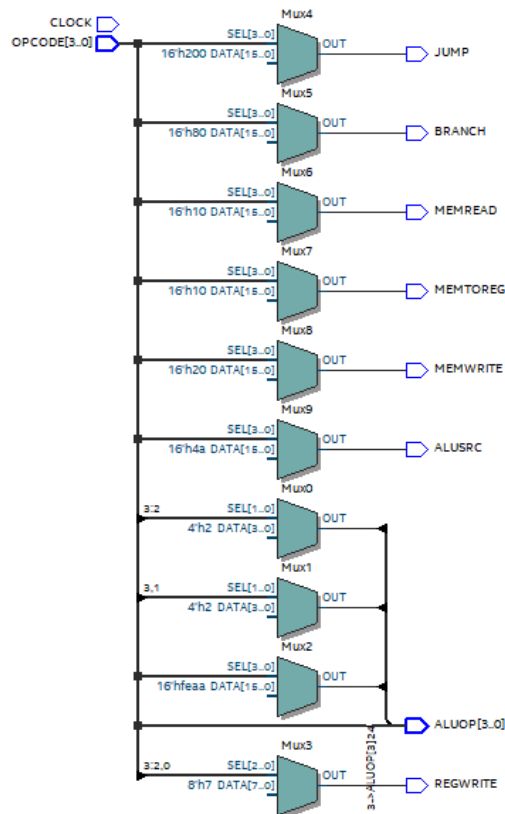 CLOCK
OPCODE[3..0]
Mux4
SEL[3..0]
OUT
16'h200 DATA[15..0]
JUMP
Mux5
SEL[3..0]
OUT
16'h80 DATA[15..0]
BRANCH
Mux6
SEL[3..0]
OUT
16'h10 DATA[15..0]
MEMREAD
Mux7
SEL[3..0]
OUT
16'h10 DATA[15..0]
MEMTOREG
Mux8
SEL[3..0]
OUT
16'h20 DATA[15..0]
MEMWRITE
Mux9
SEL[3..0]
OUT
16'h4a DATA[15..0]
ALUSRC
Mux0
3:2
SEL[1..0]
OUT
4'h2 DATA[3..0]
Mux1
3,1
SEL[1..0]
OUT
4'h2 DATA[3..0]
Mux2
SEL[3..0]
OUT
16'hfeaa DATA[15..0]
ALUOP[3..0]
3->ALUOP[3]24
Mux3
3:2,0
SEL[2..0]
OUT
8'h7 DATA[7..0]
REGWRITE